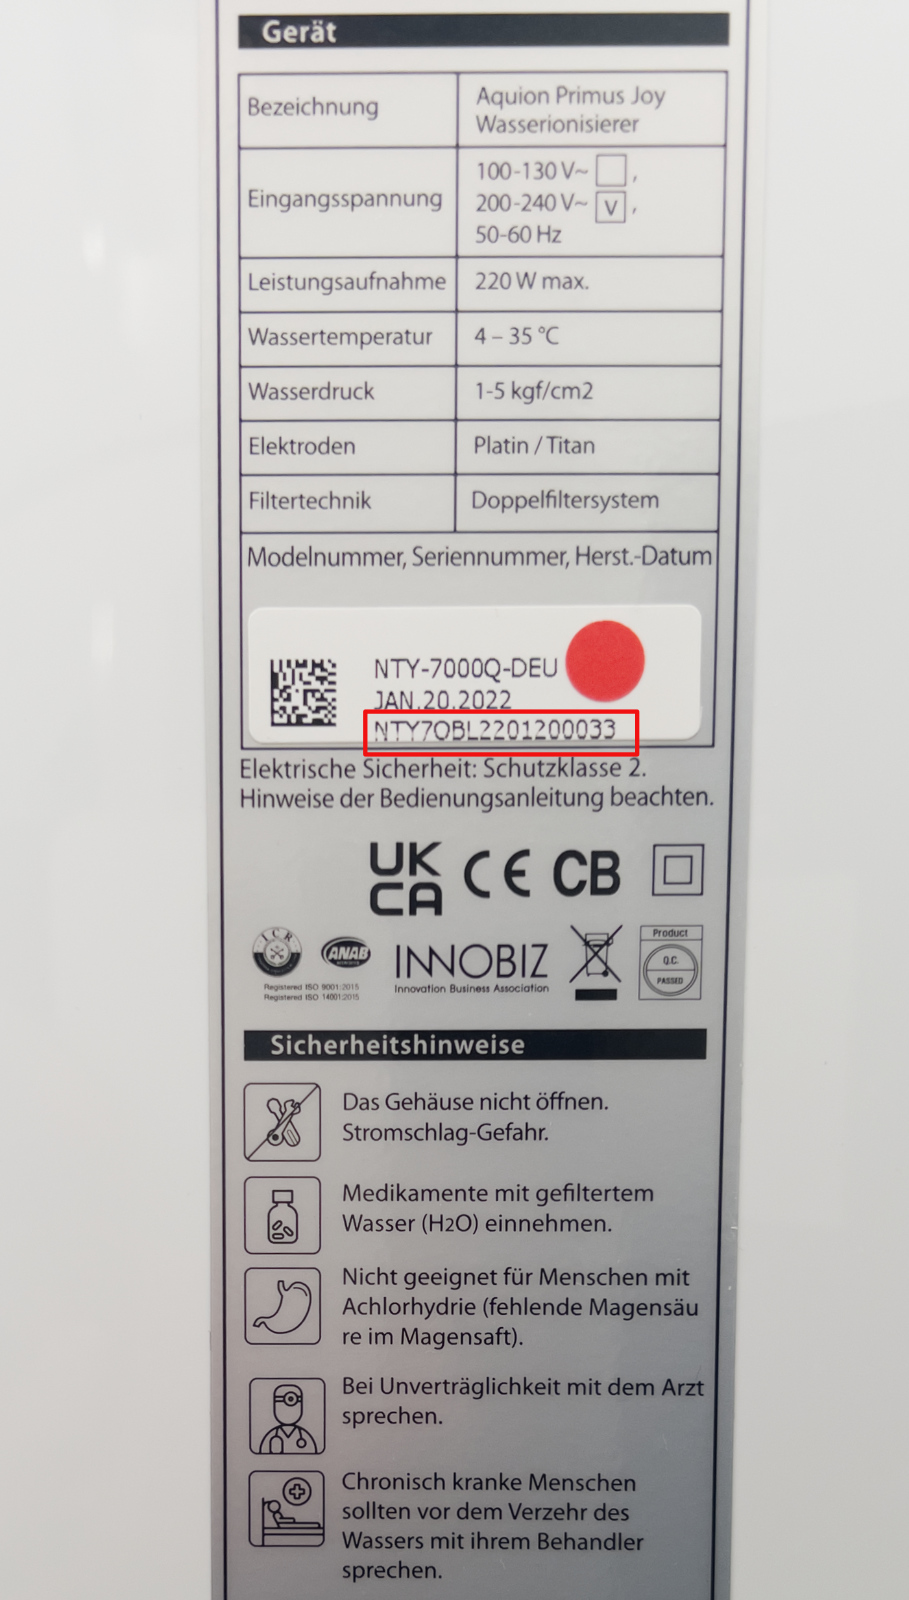 Gerät
Bezeichnung
Aquion Primus Joy
Wasserionisierer
Eingangsspannung
100-130 V~ ,
200-240 V~ V ,
50-60 Hz
Leistungsaufnahme
220 W max.
Wassertemperatur
4 – 35 °C
Wasserdruck
1-5 kgf/cm2
Elektroden
Platin / Titan
Filtertechnik
Doppelfiltersystem
Modelnummer, Seriennummer, Herst.-Datum
NTY-7000Q-DEU
JAN.20.2022
NTY7QBL2201200033
Elektrische Sicherheit: Schutzklasse 2.
Hinweise der Bedienungsanleitung beachten.
UK
CA
CE
CB
ICR
ANAB
Registered ISO 9001:2015
Registered ISO 14001:2015
INNOBIZ
Innovation Business Association
Product
Q.C.
PASSED
Sicherheitshinweise
Das Gehäuse nicht öffnen.
Stromschlag-Gefahr.
Medikamente mit gefiltertem
Wasser (H2O) einnehmen.
Nicht geeignet für Menschen mit
Achlorhydrie (fehlende Magensäu
re im Magensaft).
Bei Unverträglichkeit mit dem Arzt
sprechen.
Chronisch kranke Menschen
sollten vor dem Verzehr des
Wassers mit ihrem Behandler
sprechen.